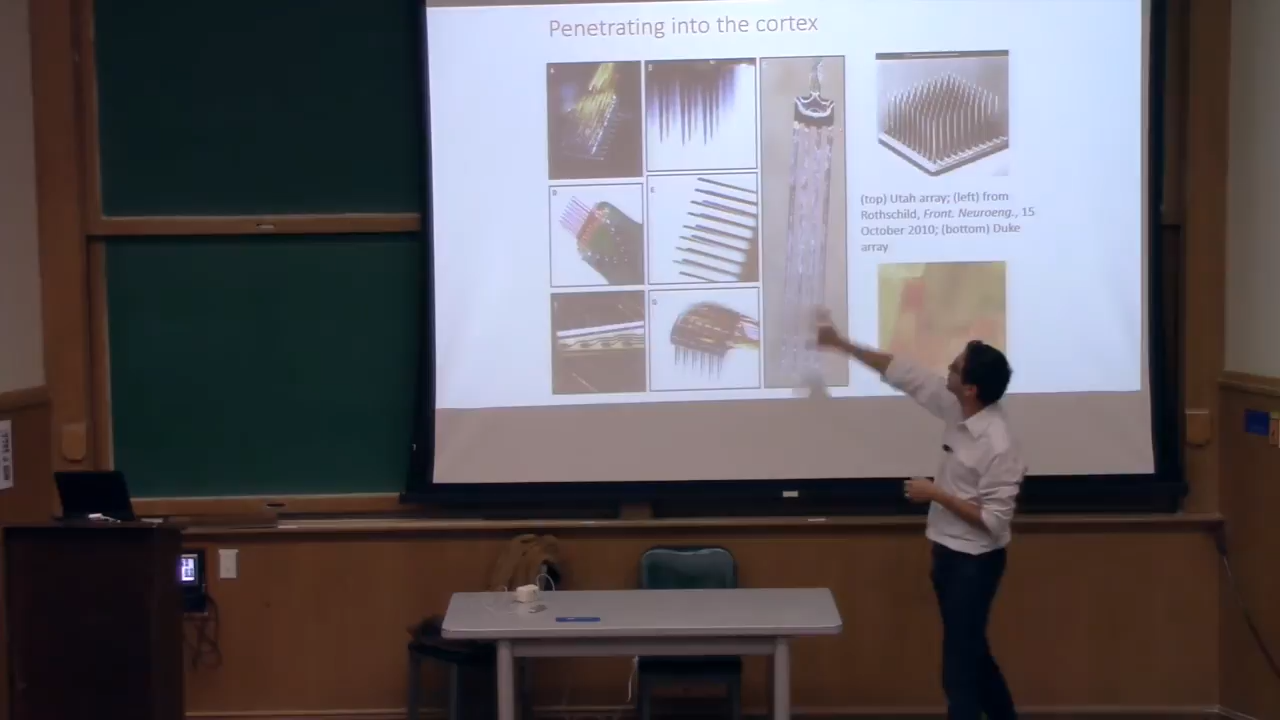 Penetrating into the cortex
(top) Utah array; (left) from
Rothschild, Front. Neuroeng., 15
October 2010; (bottom) Duke
array